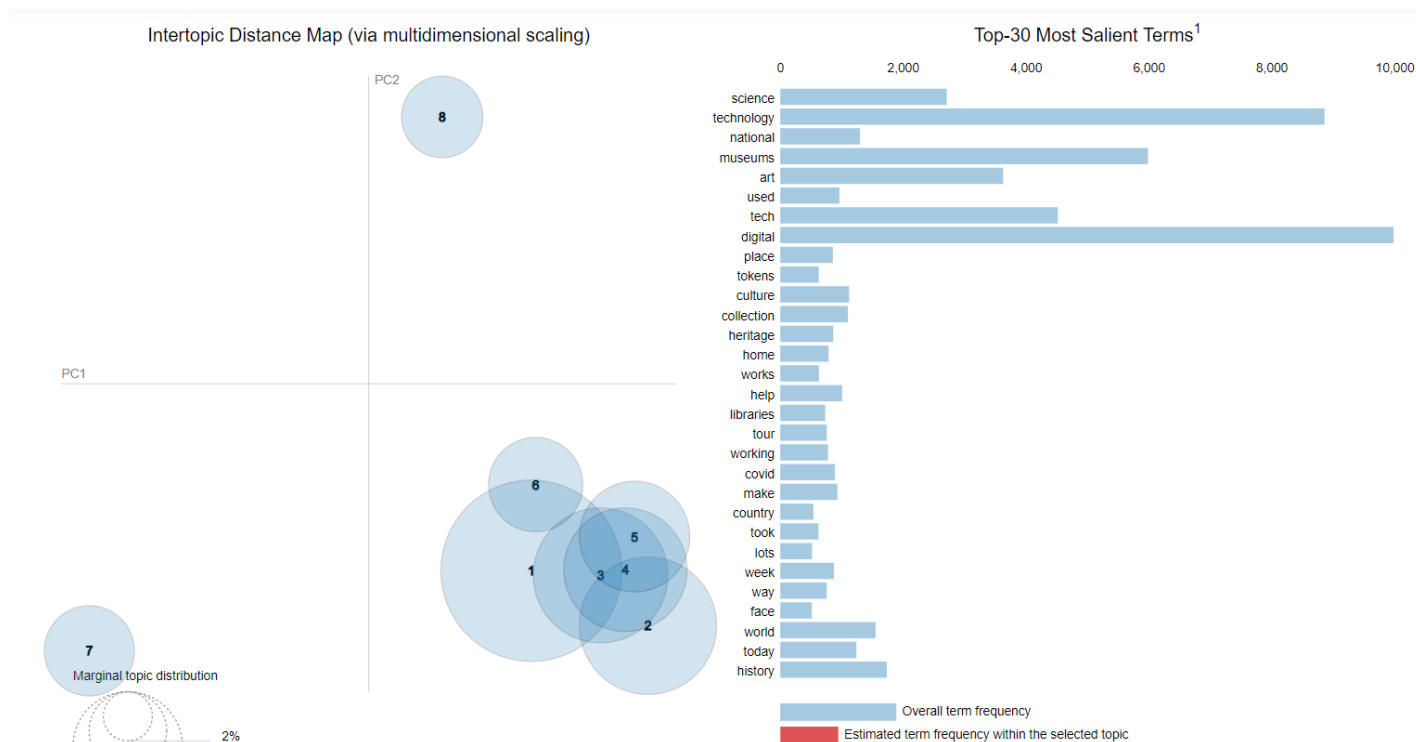 Intertopic Distance Map (via multidimensional scaling)
PC2
PC1
8
6
5
1
3
4
2
7
Marginal topic distribution
2%
Top-30 Most Salient Terms1
0 2,000 4,000 6,000 8,000 10,000
science
technology
national
museums
art
used
tech
digital
place
tokens
culture
collection
heritage
home
works
help
libraries
tour
working
covid
make
country
took
lots
week
way
face
world
today
history
Overall term frequency
Estimated term frequency within the selected topic